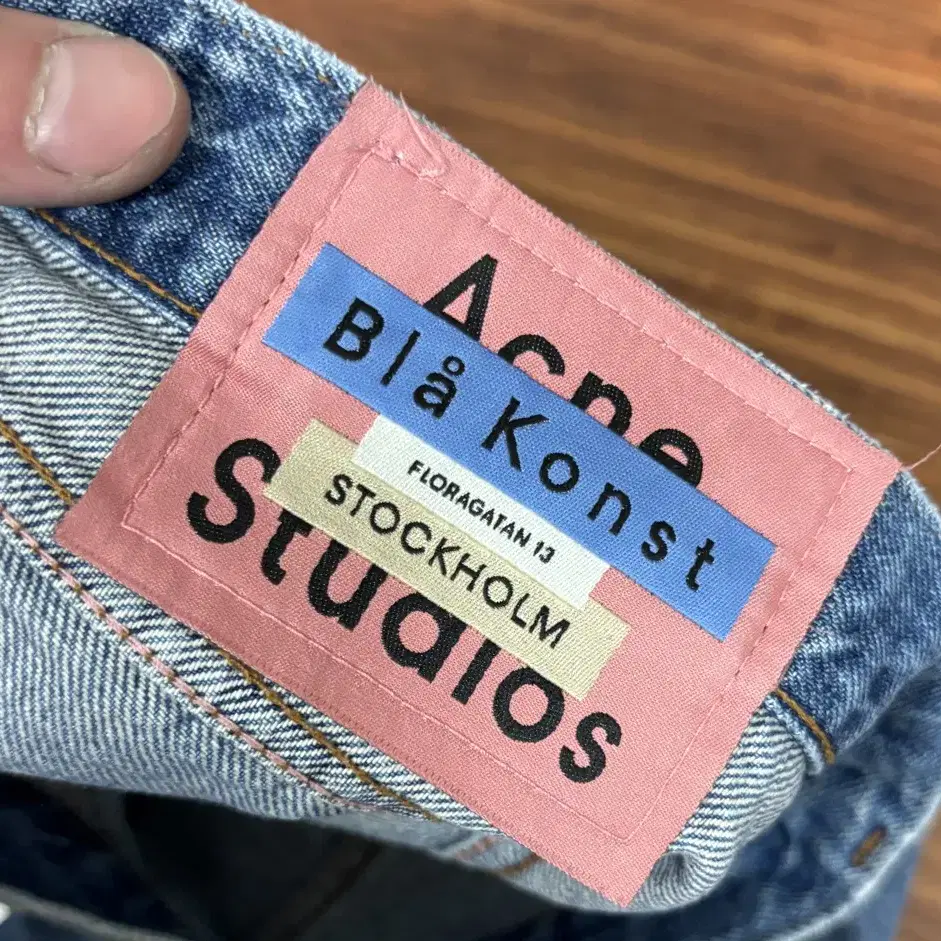 Acne
Blå Konst
FLORAGATAN 13
STOCKHOLM
Studios